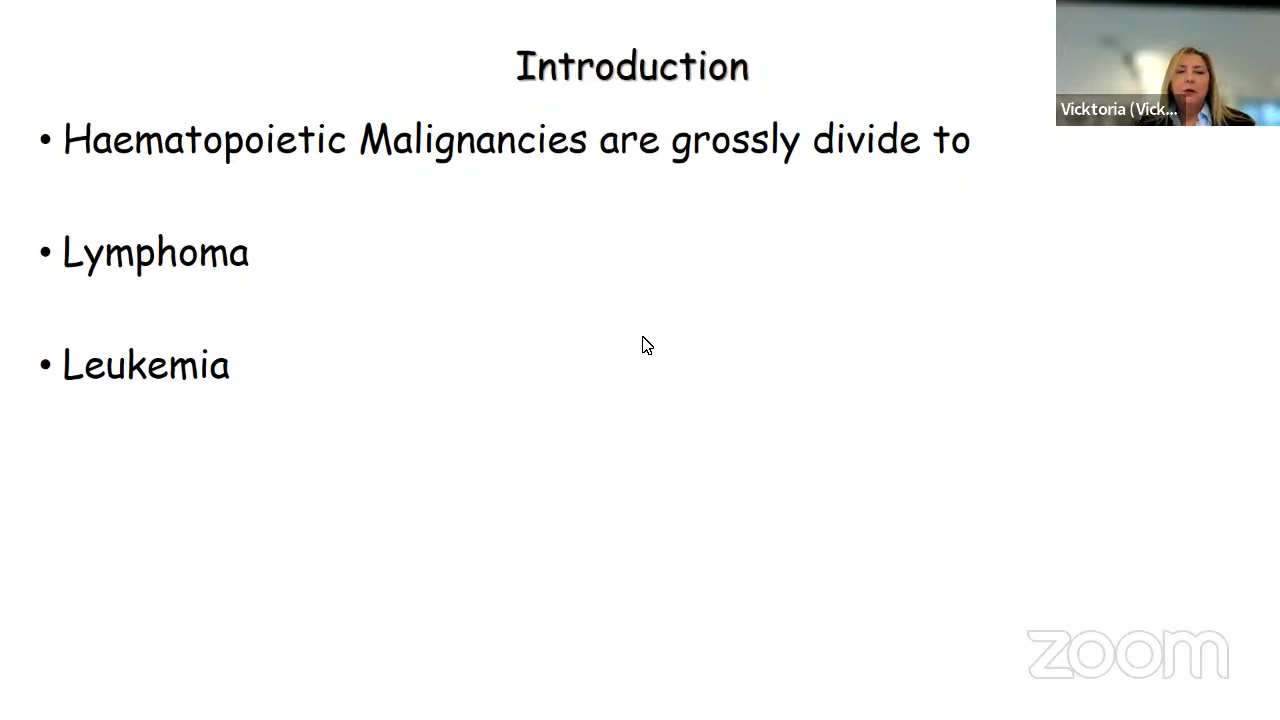 Introduction
Vicktoria (Vick...
• Haematopoietic Malignancies are grossly divide to
• Lymphoma
• Leukemia
zoom